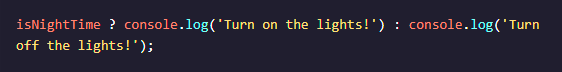 isNightTime ? console.log('Turn on the lights!') : console.log('Turn
off the lights!');